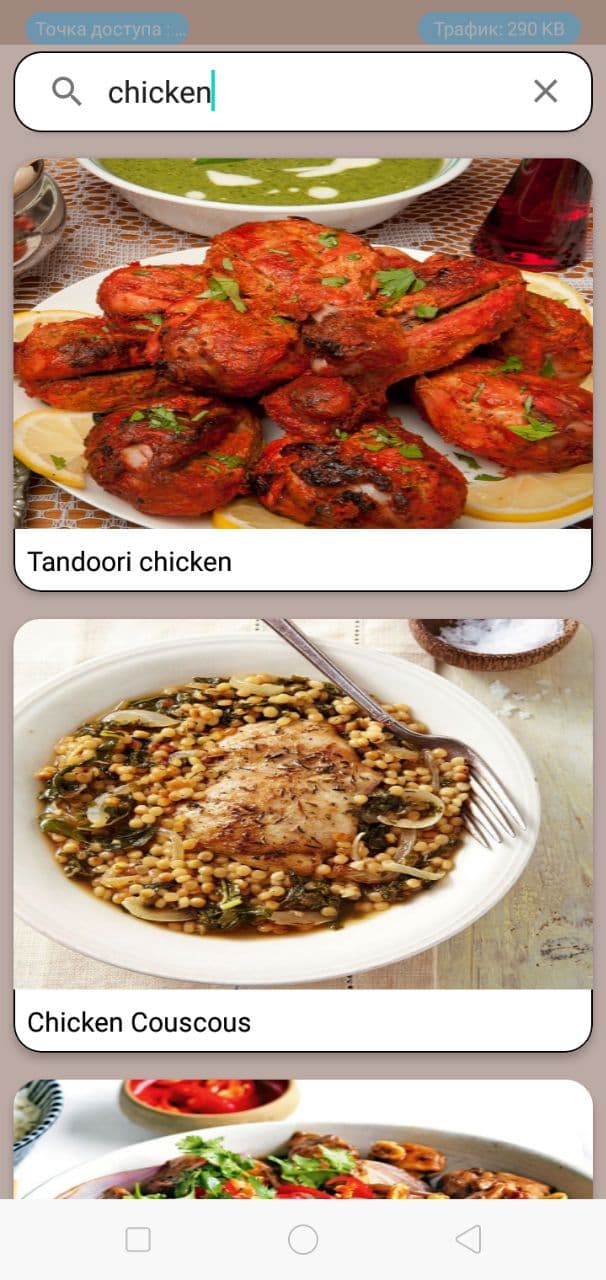 Точка доступа : ...
Трафик: 290 KB
chicken
Tandoori chicken
Chicken Couscous